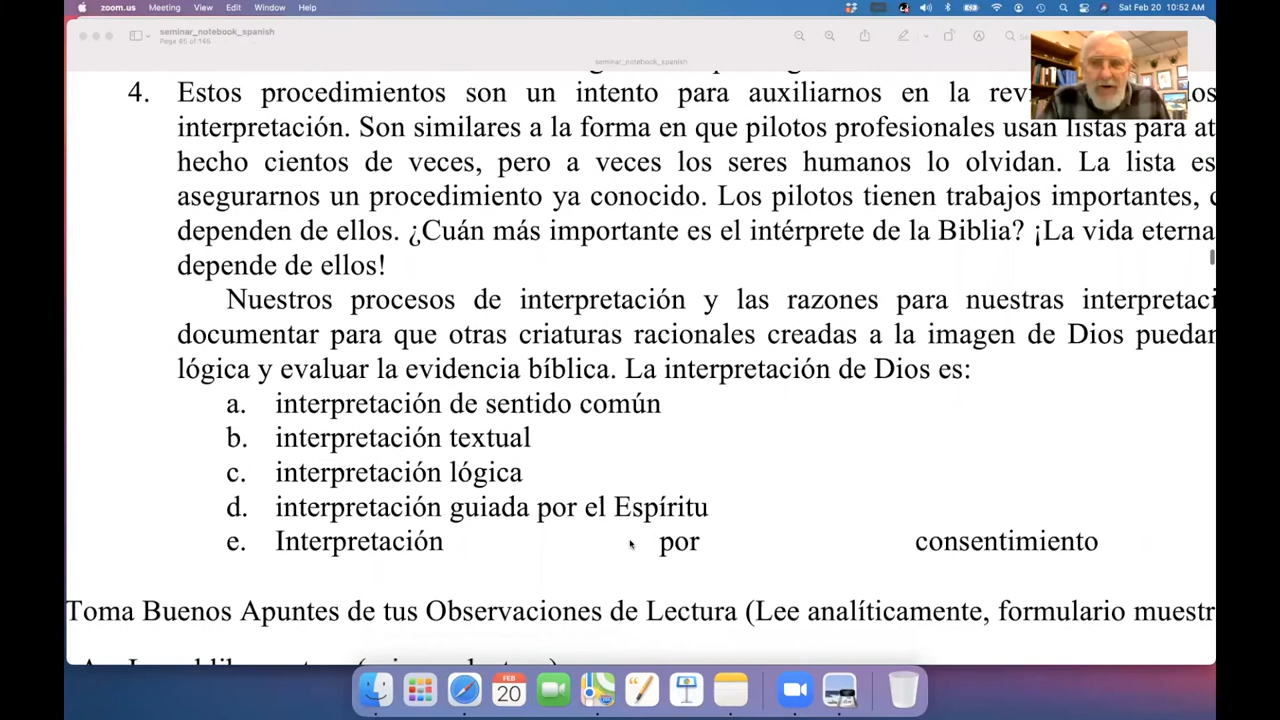 zoom.us Meeting View Edit Window Help Sat Feb 20 10:52 AM
seminar_notebook_spanish
Page 65 of 146
seminar_notebook_spanish
4. Estos procedimientos son un intento para auxiliarnos en la
interpretación. Son similares a la forma en que pilotos profesionales usan listas para
hecho cientos de veces, pero a veces los seres humanos lo olvidan. La lista es
asegurarnos un procedimiento ya conocido. Los pilotos tienen trabajos importantes,
dependen de ellos. ¿Cuán más importante es el intérprete de la Biblia? ¡La vida eterna
depende de ellos!
Nuestros procesos de interpretación y las razones para nuestras
documentar para que otras criaturas racionales creadas a la imagen de Dios
lógica y evaluar la evidencia bíblica. La interpretación de Dios es:
a. interpretación de sentido común
b. interpretación textual
c. interpretación lógica
d. interpretación guiada por el Espíritu
e. Interpretación por consentimiento
Toma Buenos Apuntes de tus Observaciones de Lectura (Lee analíticamente, formulario
FEB
20